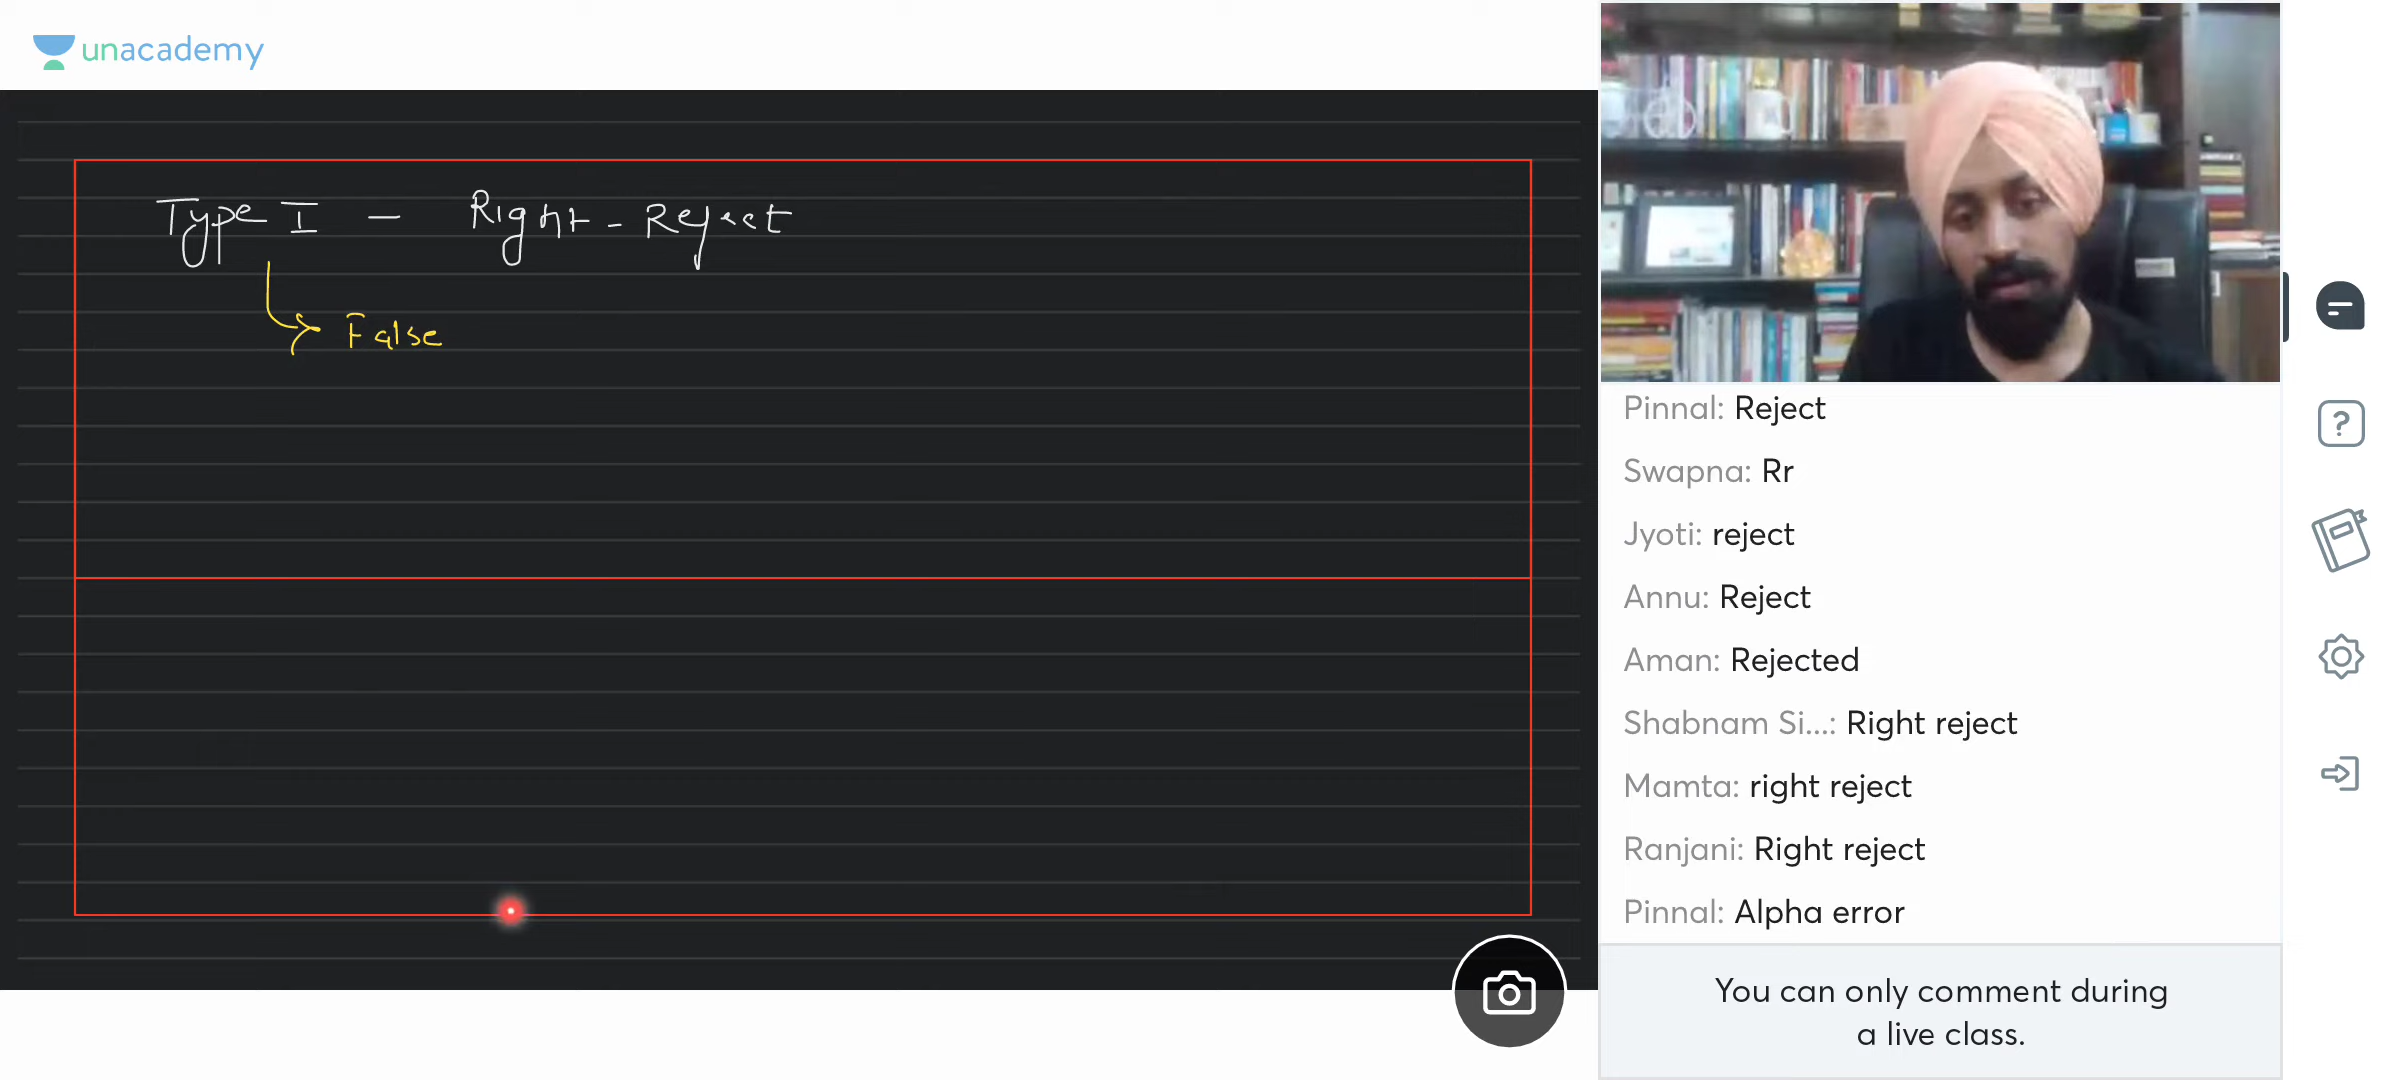 unacademy
Type I - Right - Reject
False
Pinnal: Reject
Swapna: Rr
Jyoti: reject
Annu: Reject
Aman: Rejected
Shabnam Si...: Right reject
Mamta: right reject
Ranjani: Right reject
Pinnal: Alpha error
You can only comment during
a live class.